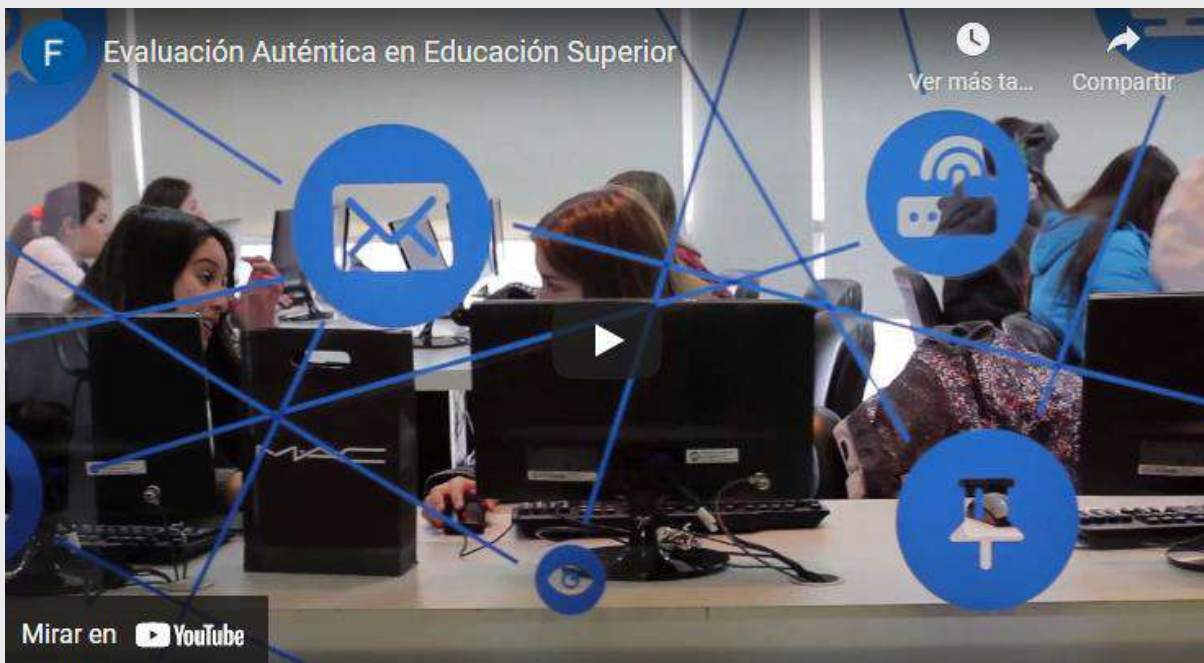 F
Evaluación Auténtica en Educación Superior
Ver más ta...
Compartir
MAC
Mirar en YouTube